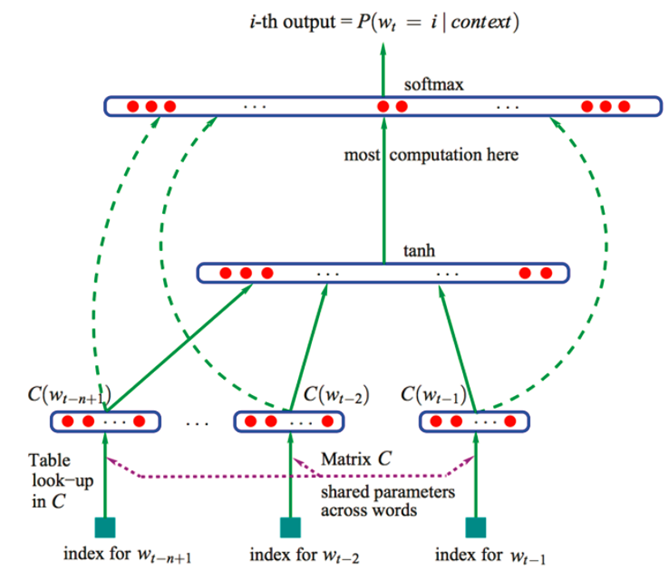 i-th output = P(w_t = i | context)
softmax
... ...
most computation here
tanh
... ...
C(w_{t−n+1}) C(w_{t−2}) C(w_{t−1})
... ... ... ...
Table Matrix C
look−up
in C
shared parameters
across words
index for w_{t−n+1} index for w_{t−2} index for w_{t−1}